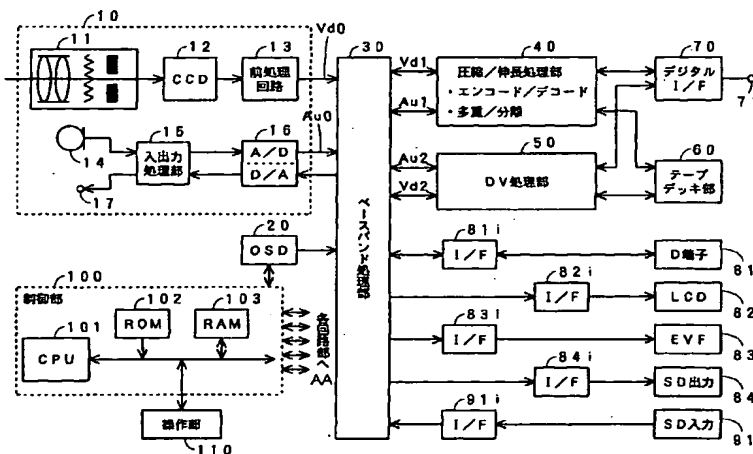 10
11
12
13
Vd0
CCD
前処理
回路
14
15
入出力
処理部
16
A/D
D/A
Au0
17
20
OSD
30
ベースバンド処理部
Vd1
Au1
40
圧縮/伸長処理部
・エンコード/デコード
・多重/分離
Au2
Vd2
50
DV処理部
70
デジタル
I/F
7
60
テープ
デッキ部
81i
I/F
D端子
81
82i
I/F
LCD
82
83i
I/F
EVF
83
84i
I/F
SD出力
84
91i
I/F
SD入力
91
100
制御部
101
CPU
102
ROM
103
RAM
全回路部へ
AA
操作部
110